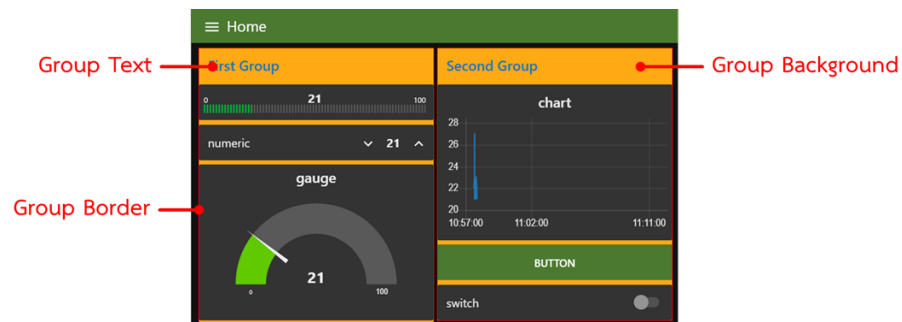 Home
Group Text
First Group
Second Group
Group Background
0 21 100
chart
28
26
24
22
20
10:57:00 11:02:00 11:11:00
numeric 21
Group Border
gauge
21
0 100
BUTTON
switch